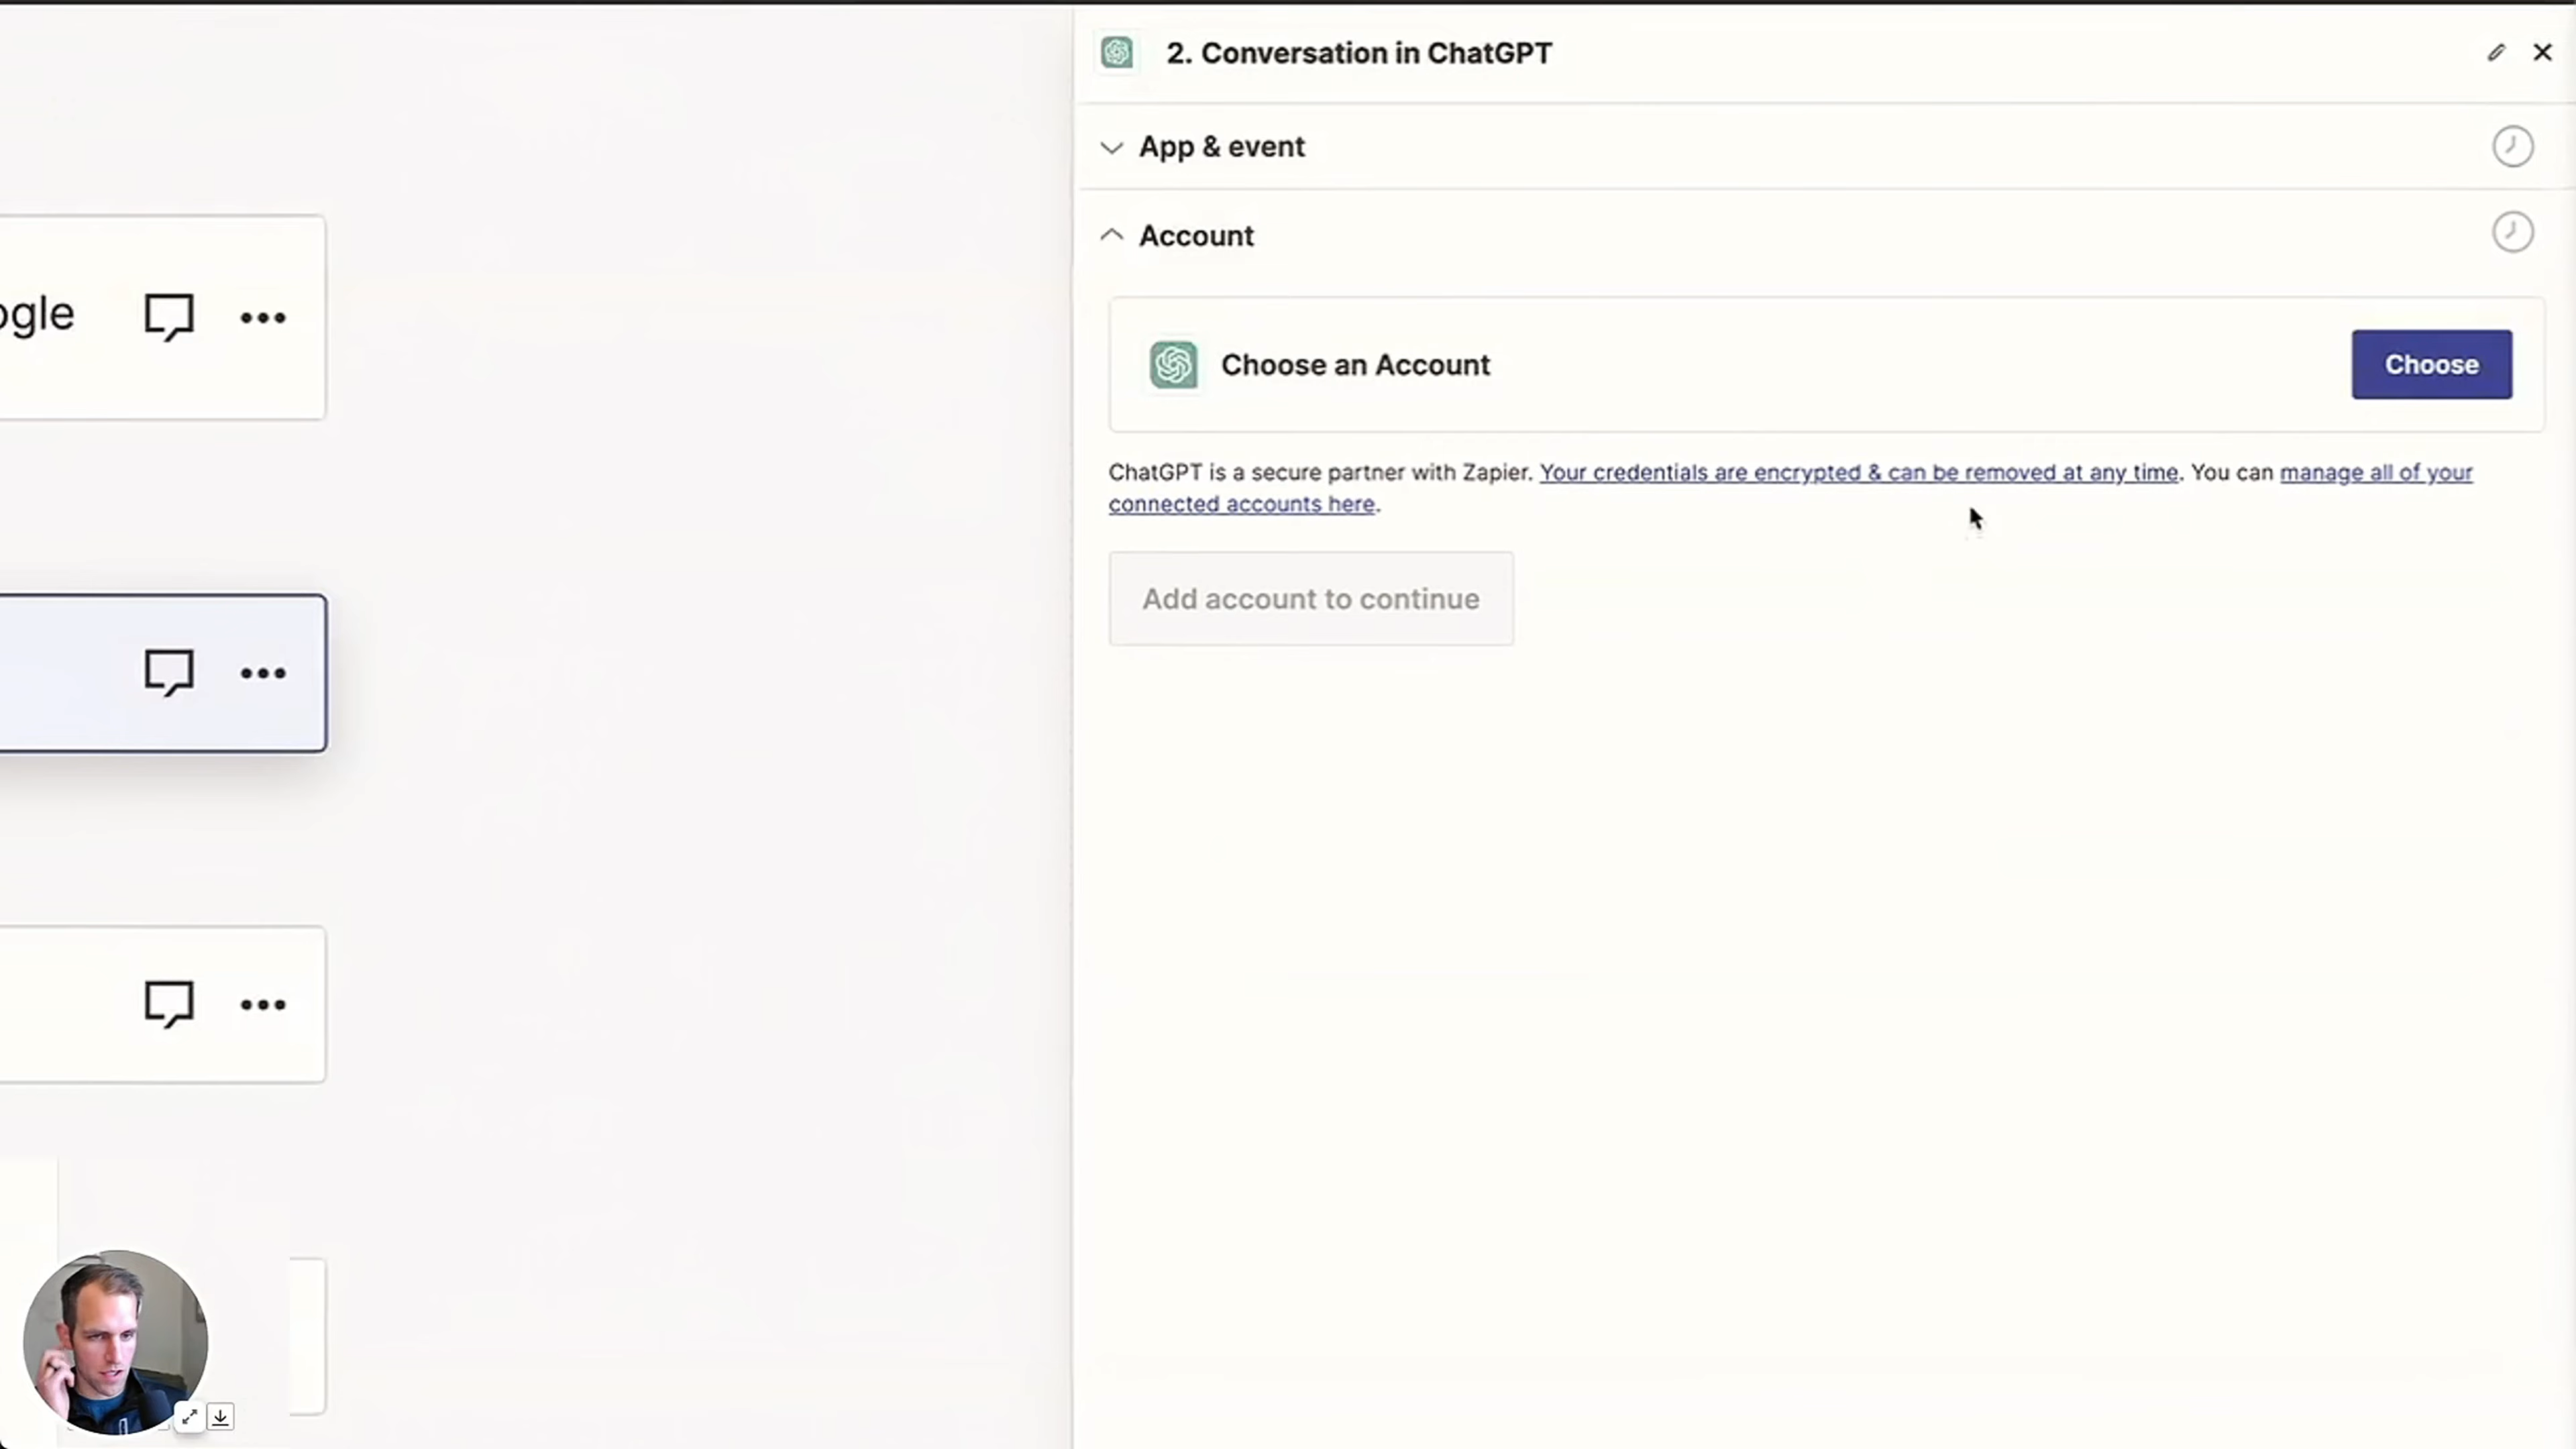 2. Conversation in ChatGPT
App & event
Account
Choose an Account
Choose
ChatGPT is a secure partner with Zapier. Your credentials are encrypted & can be removed at any time. You can manage all of your
connected accounts here.
Add account to continue
ogle